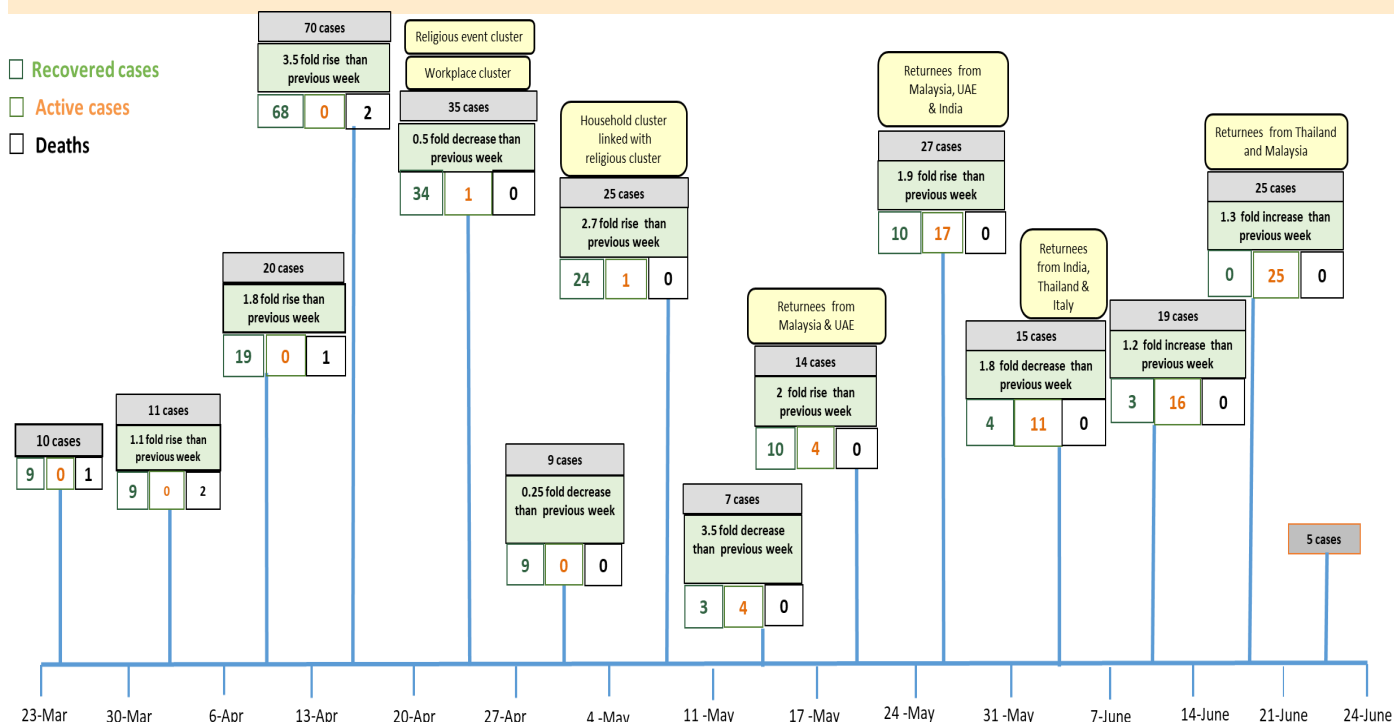 Recovered cases
Active cases
Deaths
10 cases
9 0 1
11 cases
1.1 fold rise than
previous week
9 0 2
20 cases
1.8 fold rise than
previous week
19 0 1
70 cases
3.5 fold rise than
previous week
68 0 2
Religious event cluster
Workplace cluster
35 cases
0.5 fold decrease than
previous week
34 1 0
9 cases
0.25 fold decrease
than previous week
9 0 0
Household cluster
linked with
religious cluster
25 cases
2.7 fold rise than
previous week
24 1 0
7 cases
3.5 fold decrease
than previous week
3 4 0
Returnees from
Malaysia & UAE
14 cases
2 fold rise than
previous week
10 4 0
Returnees from
Malaysia, UAE
& India
27 cases
1.9 fold rise than
previous week
10 17 0
Returnees
from India,
Thailand &
Italy
15 cases
1.8 fold decrease than
previous week
4 11 0
19 cases
1.2 fold increase than
previous week
3 16 0
Returnees from Thailand
and Malaysia
25 cases
1.3 fold increase than
previous week
0 25 0
5 cases
23-Mar 30-Mar 6-Apr 13-Apr 20-Apr 27-Apr 4 -May 11 -May 17 -May 24 -May 31-May 7-June 14-June 21-June 24-June